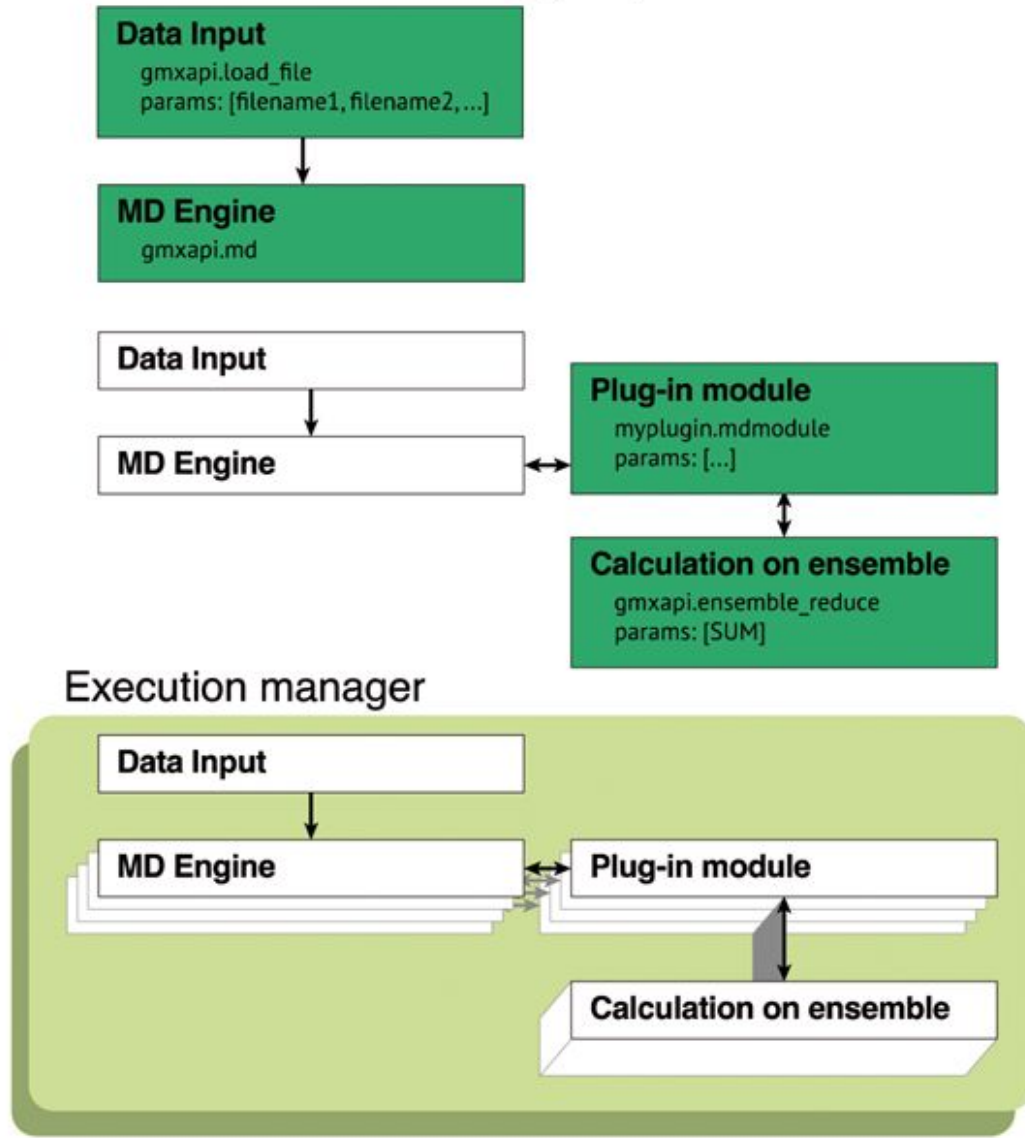 Data Input
gmxapi.load_file
params: [filename1, filename2, ...]
MD Engine
gmxapi.md
Data Input
MD Engine
Plug-in module
myplugin.mdmodule
params: [...]
Calculation on ensemble
gmxapi.ensemble_reduce
params: [SUM]
Execution manager
Data Input
MD Engine
Plug-in module
Calculation on ensemble